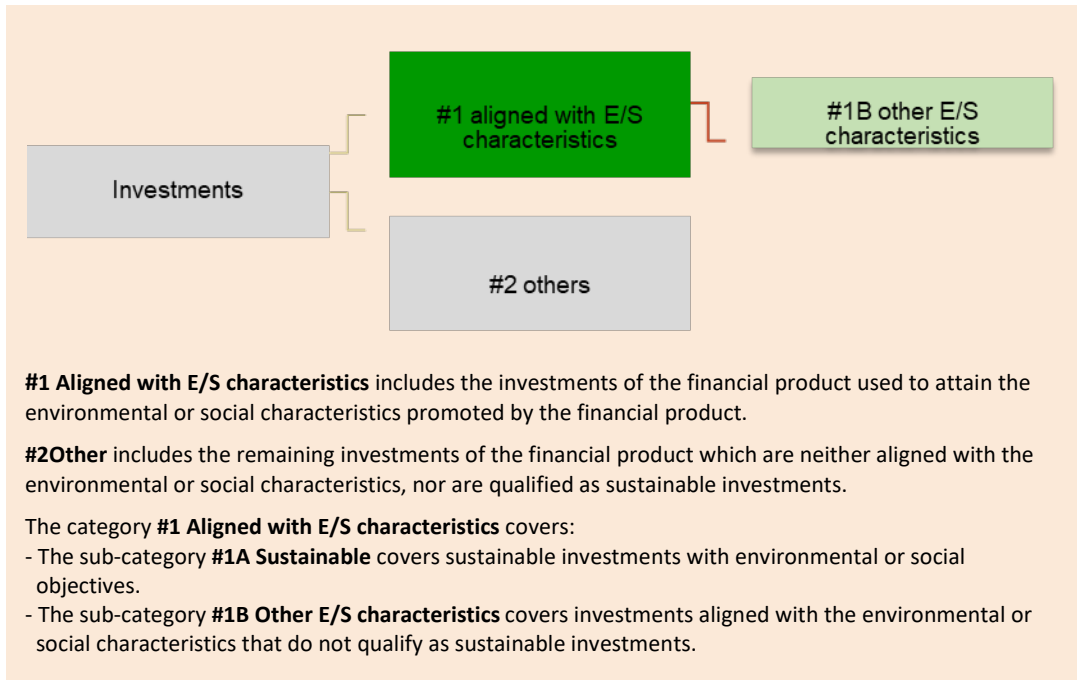 #1 aligned with E/S
characteristics
#1B other E/S
characteristics
Investments
#2 others
#1 Aligned with E/S characteristics includes the investments of the financial product used to attain the
environmental or social characteristics promoted by the financial product.
#2Other includes the remaining investments of the financial product which are neither aligned with the
environmental or social characteristics, nor are qualified as sustainable investments.
The category #1 Aligned with E/S characteristics covers:
- The sub-category #1A Sustainable covers sustainable investments with environmental or social
objectives.
- The sub-category #1B Other E/S characteristics covers investments aligned with the environmental or
social characteristics that do not qualify as sustainable investments.